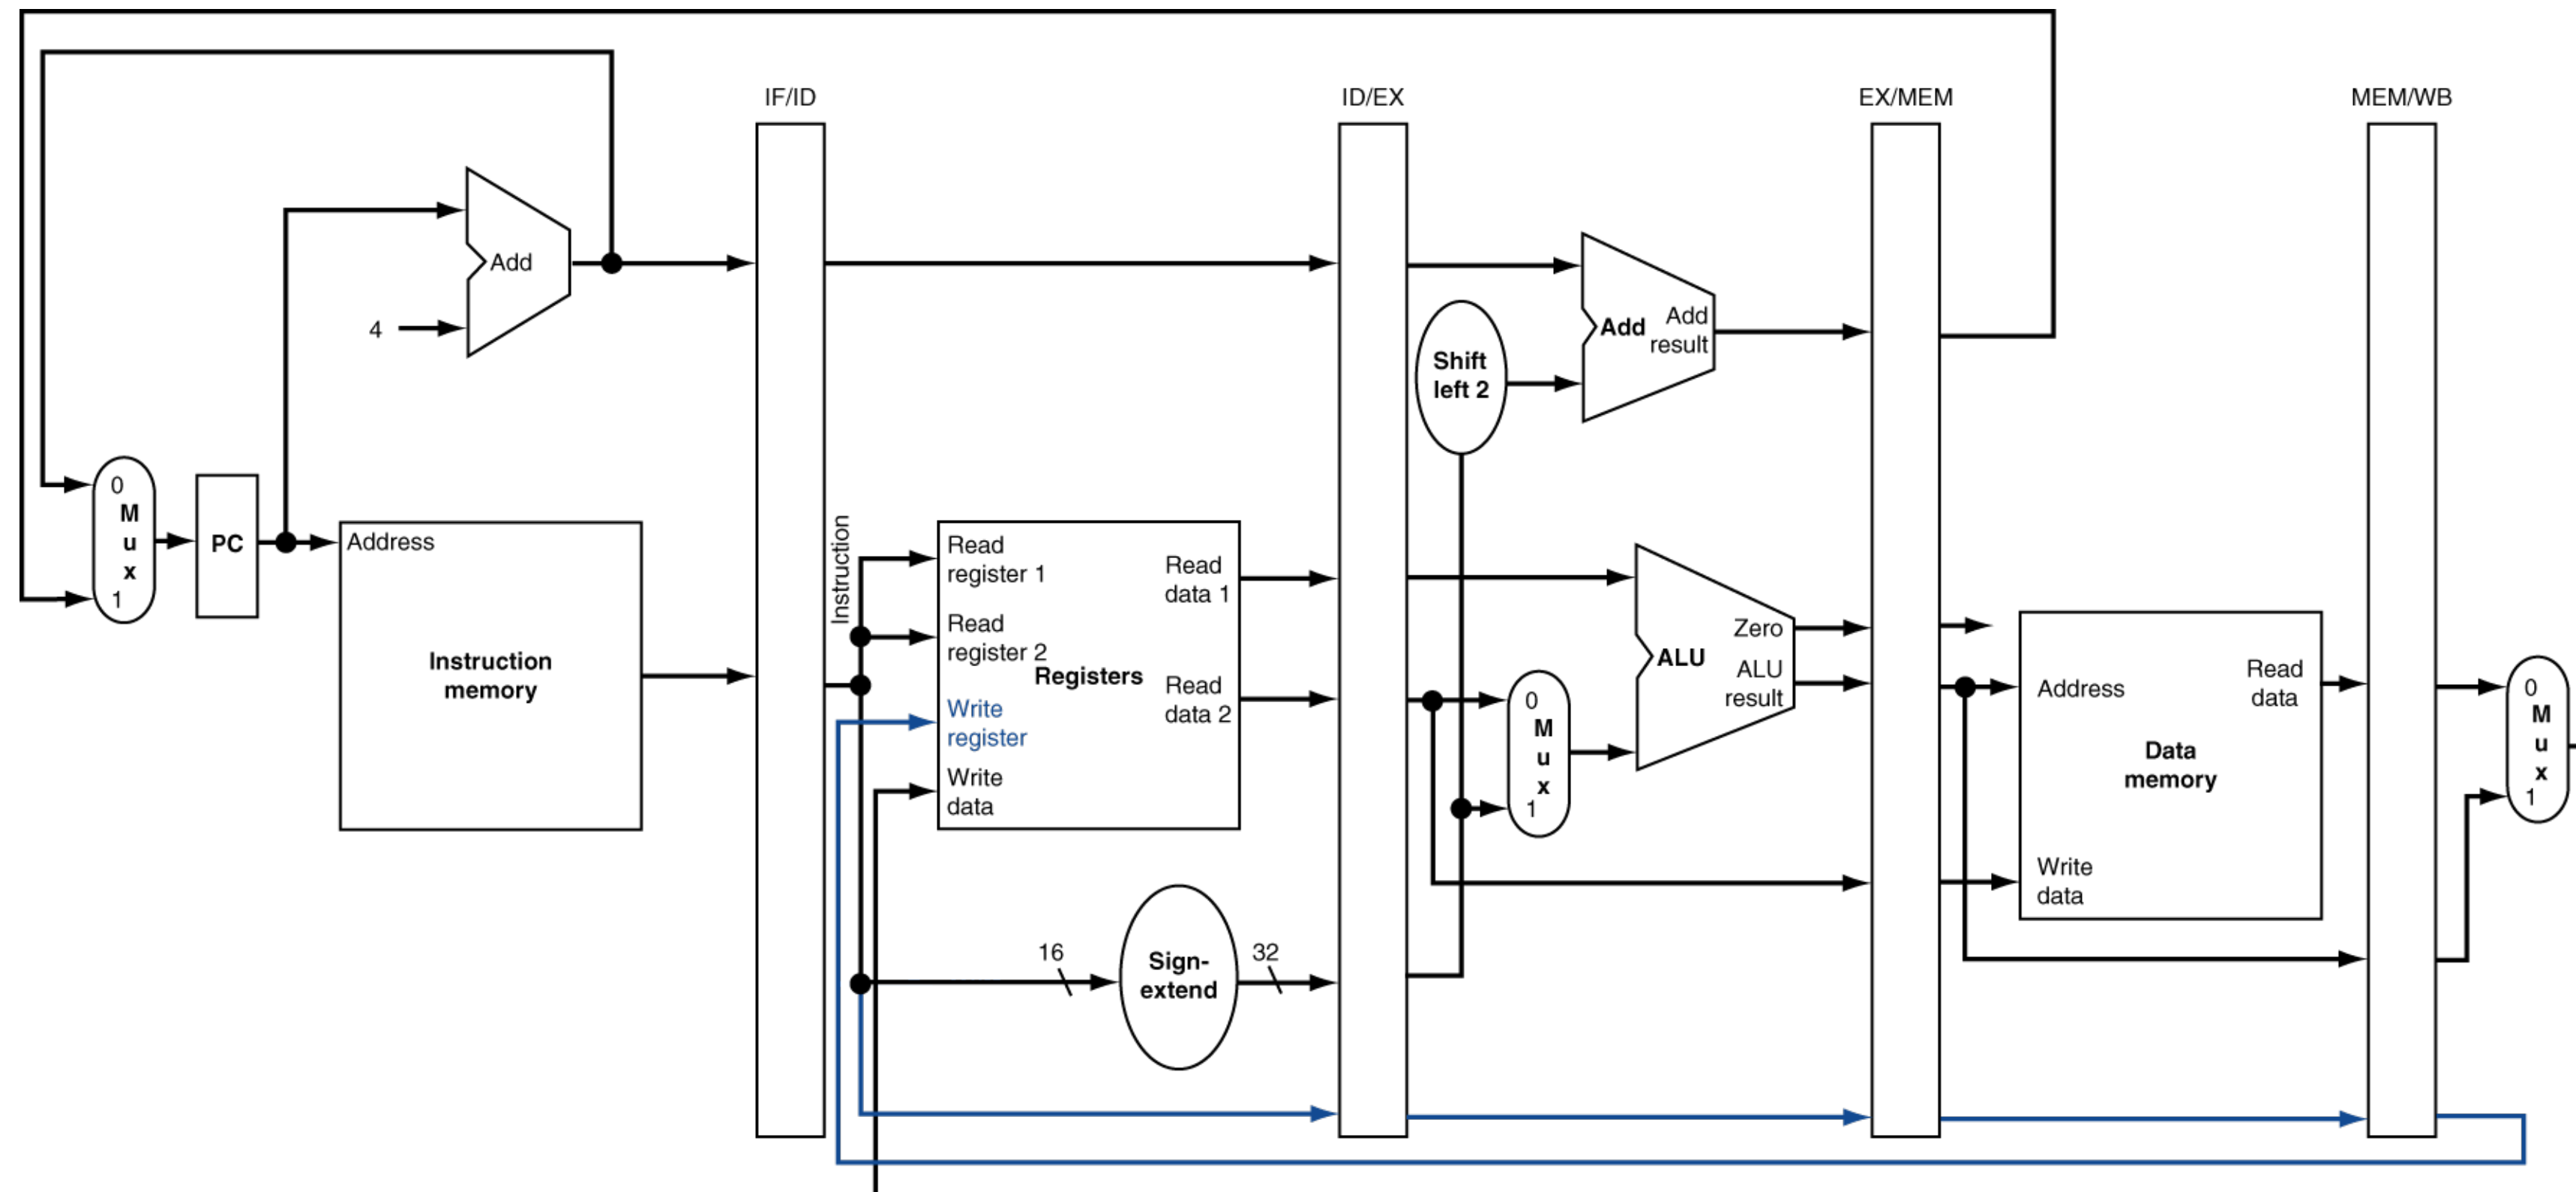 IF/ID
ID/EX
EX/MEM
MEM/WB
Add
4
0
M
u
x
1
PC
Address
Instruction
memory
Instruction
Read
register 1
Read
register 2
Registers
Write
register
Write
data
Read
data 1
Read
data 2
16
Sign-
extend
32
Shift
left 2
Add
Add
result
0
M
u
x
1
ALU
Zero
ALU
result
Address
Read
data
Data
memory
Write
data
0
M
u
x
1